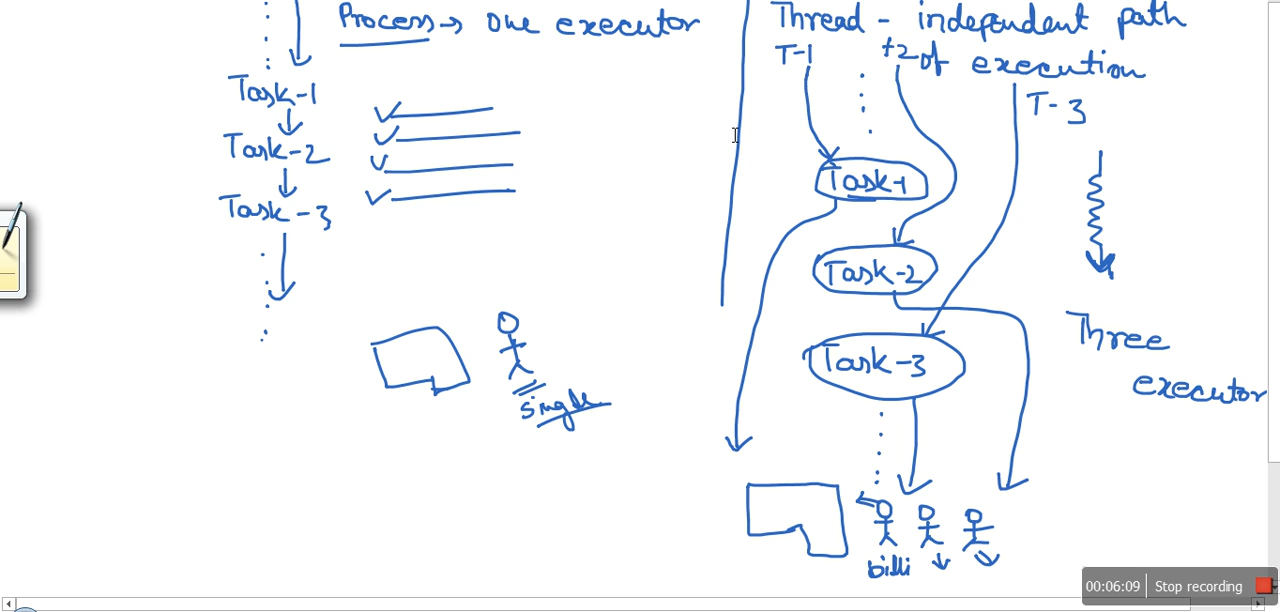 Process → one executor
Task-1
Task-2
Task-3
single
Thread - independent path
of execution
T-1
t2
T-3
Task-1
Task-2
Task-3
Three
executor
billi
00:06:09 Stop recording